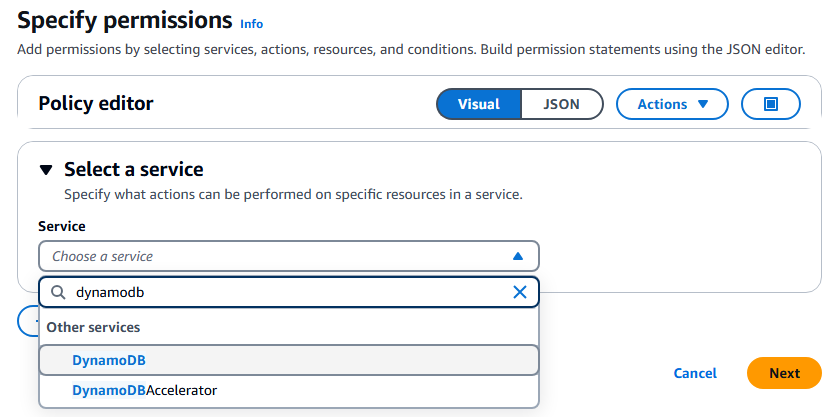 Specify permissions Info
Add permissions by selecting services, actions, resources, and conditions. Build permission statements using the JSON editor.
Policy editor
Visual
JSON
Actions
Select a service
Specify what actions can be performed on specific resources in a service.
Service
Choose a service
dynamodb
Other services
DynamoDB
DynamoDBAccelerator
Cancel
Next